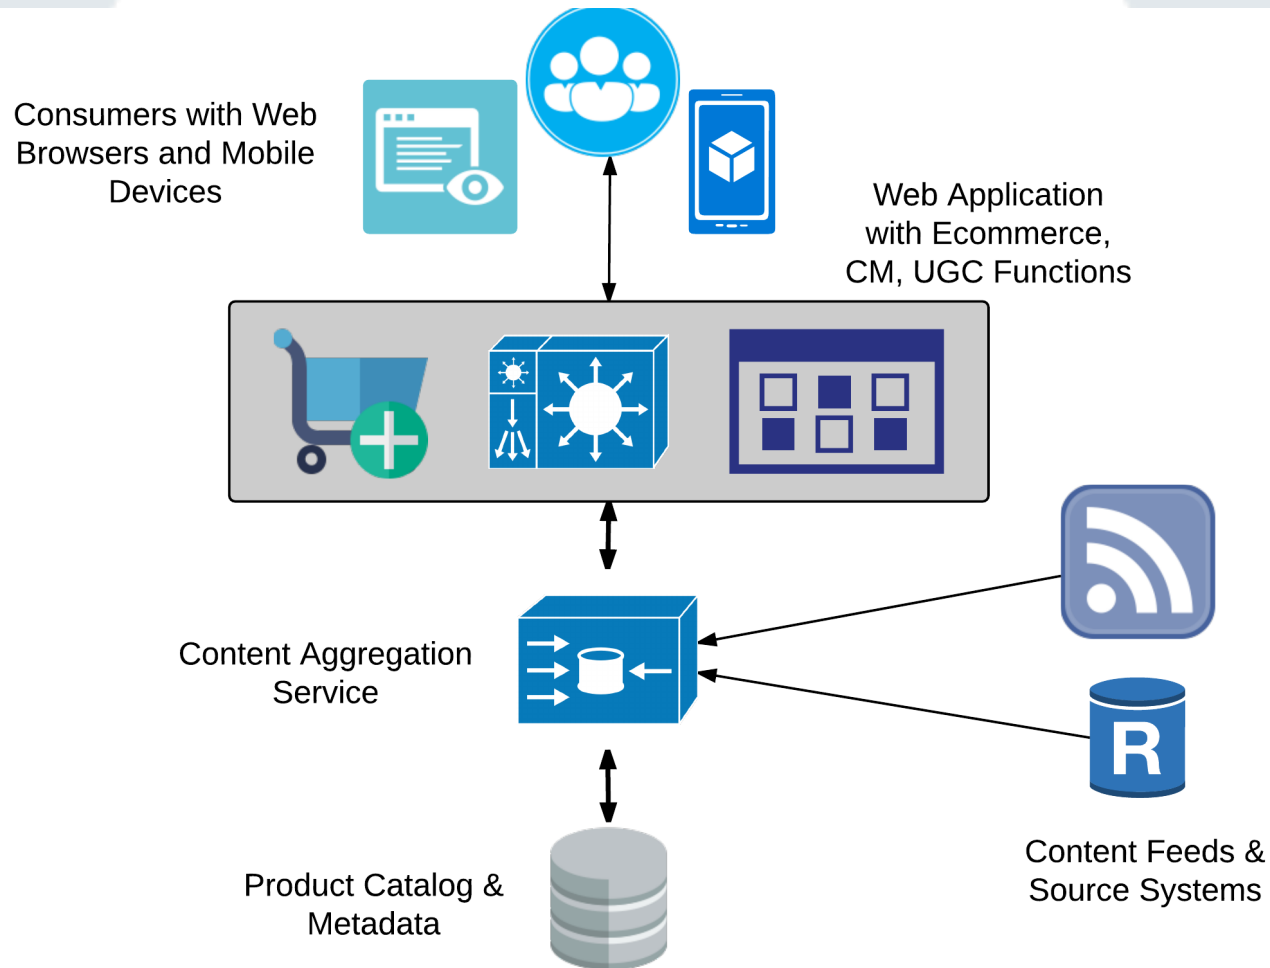 Consumers with Web
Browsers and Mobile
Devices
Web Application
with Ecommerce,
CM, UGC Functions
Content Aggregation
Service
R
Content Feeds &
Source Systems
Product Catalog &
Metadata